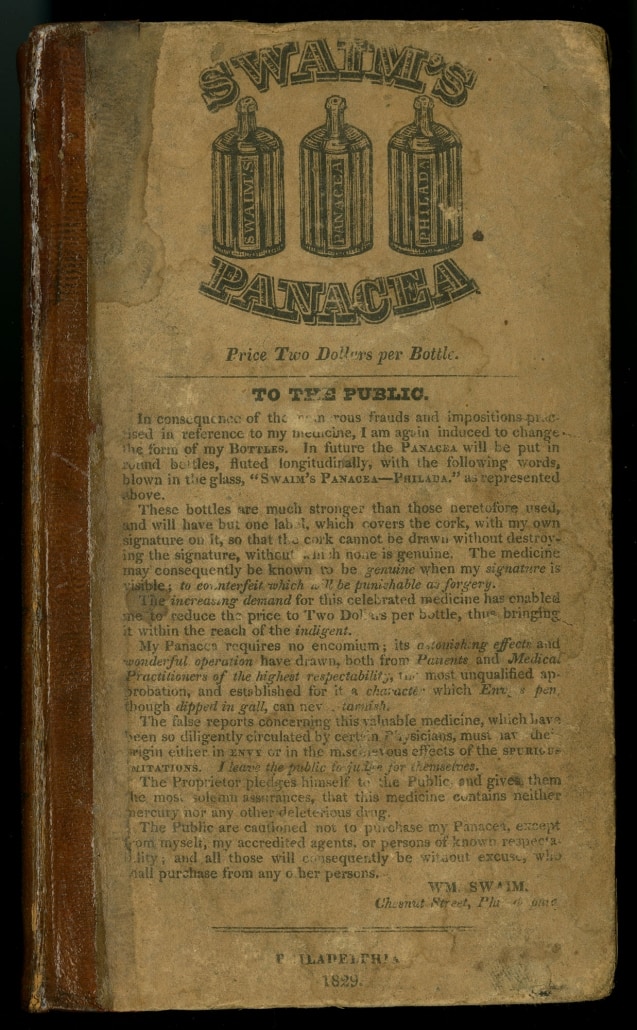 SWAIM'S
SWAIM'S
PANACEA
PHILADA
PANACEA
Price Two Dollars per Bottle.
TO THE PUBLIC.
In consequence of the numerous frauds and impositions prac-
ised in reference to my medicine, I am again induced to change
the form of my BOTTLES. In future the PANACEA will be put in
round bottles, fluted longitudinally, with the following words,
blown in the glass, "SWAIM'S PANACEA—PHILADA." as represented
above.
These bottles are much stronger than those heretofore used,
and will have but one label, which covers the cork, with my own
signature on it, so that the cork cannot be drawn without destroy-
ing the signature, without which none is genuine. The medicine
may consequently be known to be genuine when my signature is
visible; to counterfeit which will be punishable as forgery.
The increasing demand for this celebrated medicine has enabled
me to reduce the price to Two Dollars per bottle, thus bringing
it within the reach of the indigent.
My Panacea requires no encomium; its astonishing effects and
wonderful operation have drawn, both from Patients and Medical
Practitioners of the highest respectability, the most unqualified ap-
probation, and established for it a character which Envy's pen,
though dipped in gall, can never tarnish.
The false reports concerning this valuable medicine, which have
been so diligently circulated by certain Physicians, must have their
origin either in ENVY or in the mischievous effects of the SPURIOUS
IMITATIONS. I leave the public to judge for themselves.
The Proprietor pledges himself to the Public, and gives them
the most solemn assurances, that this medicine contains neither
mercury nor any other deleterious drug.
The Public are cautioned not to purchase my Panacea, except
from myself, my accredited agents, or persons of known respecta-
bility; and all those will consequently be without excuse, who
shall purchase from any other persons.
WM. SWAIM.
Chesnut Street, Philadelphia
PHILADELPHIA
1829.